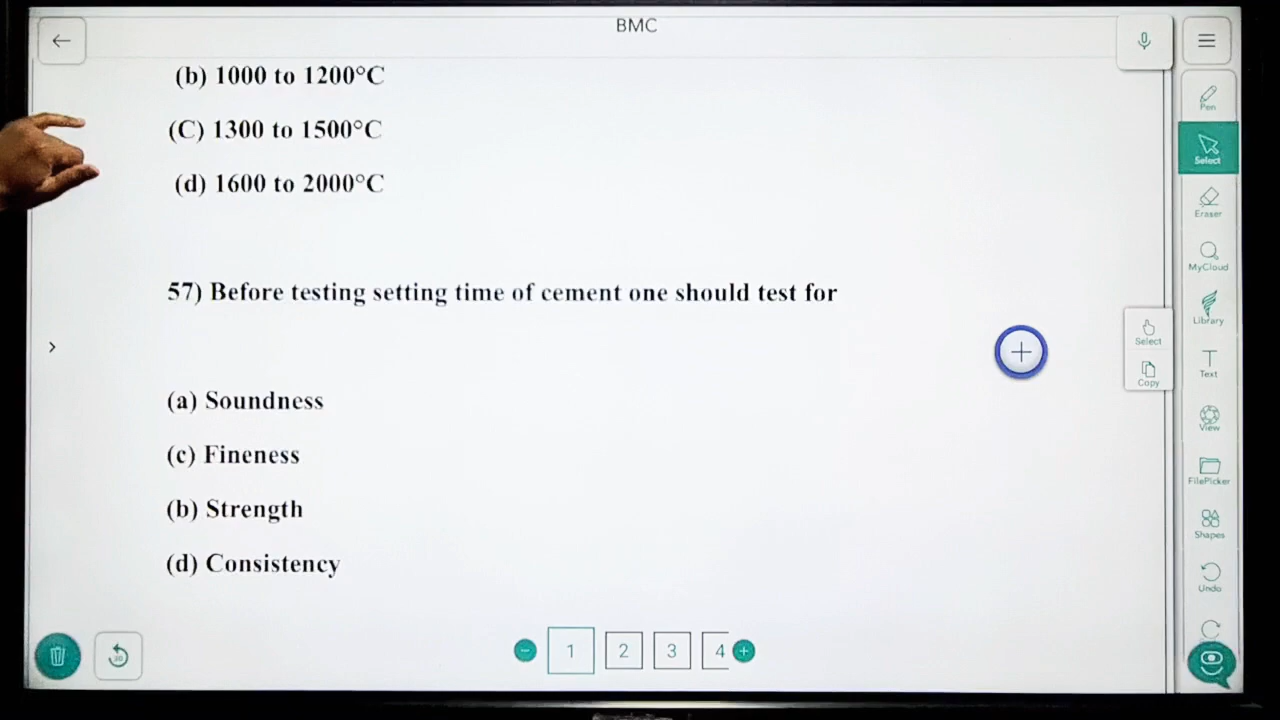 BMC
(b) 1000 to 1200°C
(C) 1300 to 1500°C
(d) 1600 to 2000°C
57) Before testing setting time of cement one should test for
(a) Soundness
(c) Fineness
(b) Strength
(d) Consistency
Pen
Select
Eraser
MyCloud
Library
Text
View
FilePicker
Shapes
Undo
Select
Copy
20
1 2 3 4